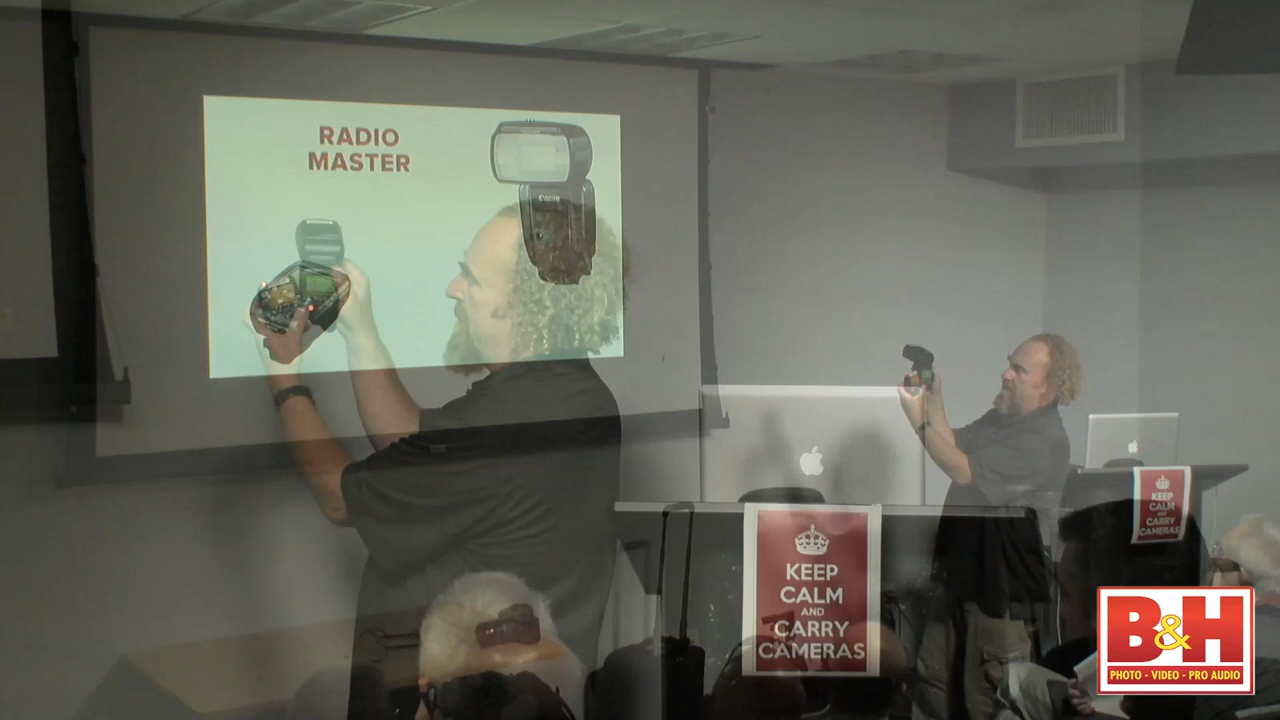 RADIO
MASTER
Canon
KEEP
CALM
AND
CARRY
CAMERAS
KEEP
CALM
AND
CARRY
CAMERAS
B&H
PHOTO - VIDEO - PRO AUDIO